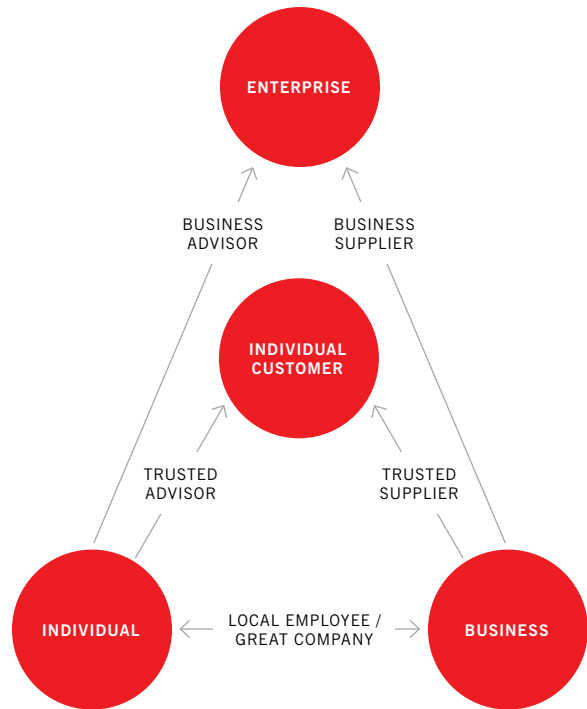 ENTERPRISE
BUSINESS
ADVISOR
BUSINESS
SUPPLIER
INDIVIDUAL
CUSTOMER
TRUSTED
ADVISOR
TRUSTED
SUPPLIER
INDIVIDUAL
LOCAL EMPLOYEE /
GREAT COMPANY
BUSINESS